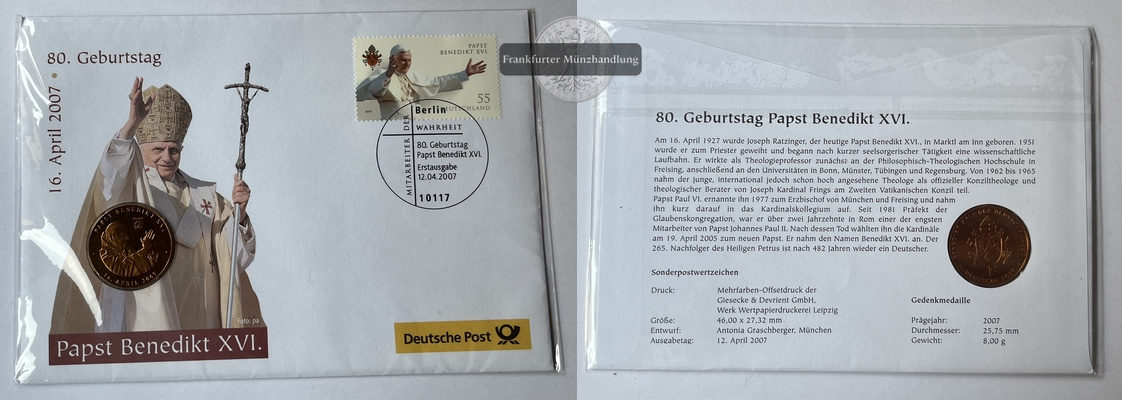 80. Geburtstag
16. April 2007 •
PAPST BENEDIKT XVI
16. APRIL 2005
Foto: pa
Papst Benedikt XVI.
PAPST
BENEDIKT XVI.
55
DEUTSCHLAND
Berlin
MITARBEITER DER
WAHRHEIT
80. Geburtstag
Papst Benedikt XVI.
Erstausgabe
12.04.2007
10117
Deutsche Post
Frankfurter Münzhandlung
80. Geburtstag Papst Benedikt XVI.
Am 16. April 1927 wurde Joseph Ratzinger, der heutige Papst Benedikt XVI., in Marktl am Inn geboren. 1951
wurde er zum Priester geweiht und begann nach kurzer seelsorgerischer Tätigkeit eine wissenschaftliche
Laufbahn. Er wirkte als Theologieprofessor zunächst an der Philosophisch-Theologischen Hochschule in
Freising, anschließend an den Universitäten in Bonn, Münster, Tübingen und Regensburg. Von 1962 bis 1965
nahm der junge, international jedoch schon hoch angesehene Theologe als offizieller Konziltheologe und
theologischer Berater von Joseph Kardinal Frings am Zweiten Vatikanischen Konzil teil.
Papst Paul VI. ernannte ihn 1977 zum Erzbischof von München und Freising und nahm
ihn kurz darauf in das Kardinalskollegium auf. Seit 1981 Präfekt der
Glaubenskongregation, war er über zwei Jahrzehnte in Rom einer der engsten
Mitarbeiter von Papst Johannes Paul II. Nach dessen Tod wählten ihn die Kardinäle
am 19. April 2005 zum neuen Papst. Er nahm den Namen Benedikt XVI. an. Der
265. Nachfolger des Heiligen Petrus ist nach 482 Jahren wieder ein Deutscher.
Sonderpostwertzeichen
Druck: Mehrfarben-Offsetdruck der
Giesecke & Devrient GmbH,
Werk Wertpapierdruckerei Leipzig
Größe: 46,00 x 27,32 mm
Entwurf: Antonia Graschberger, München
Ausgabetag: 12. April 2007
Gedenkmedaille
Prägejahr: 2007
Durchmesser: 25,75 mm
Gewicht: 8,00 g